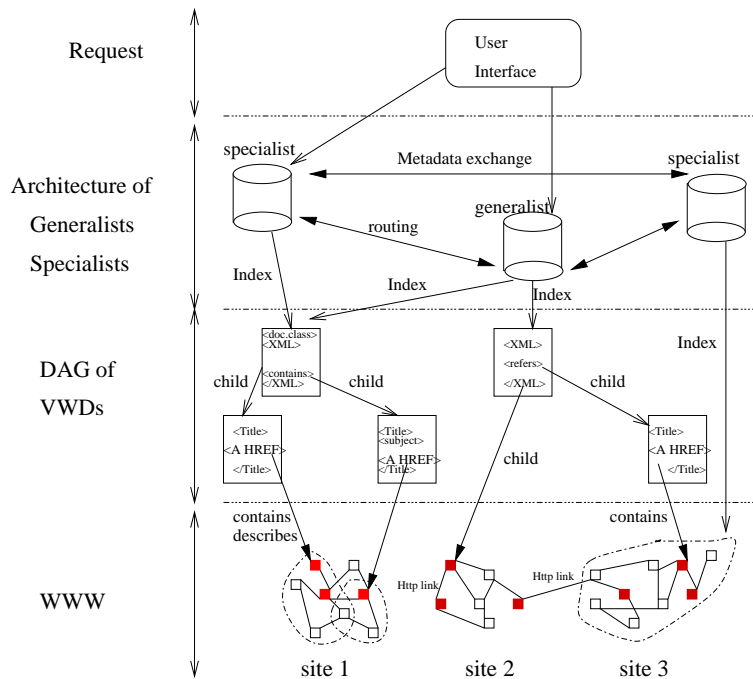 User
Interface
Request
specialist
Metadata exchange
specialist
Architecture of
Generalists
Specialists
generalist
routing
Index
Index
Index
Index
<doc.class>
<XML>
<contains>
</XML>
<XML>
<refers>
</XML>
DAG of
VWDs
child
child
child
child
<Title>
<A HREF>
</Title>
<Title>
<subject>
<A HREF>
</Title>
<Title>
<A HREF>
</Title>
contains
describes
contains
WWW
Http link
Http link
site 1
site 2
site 3